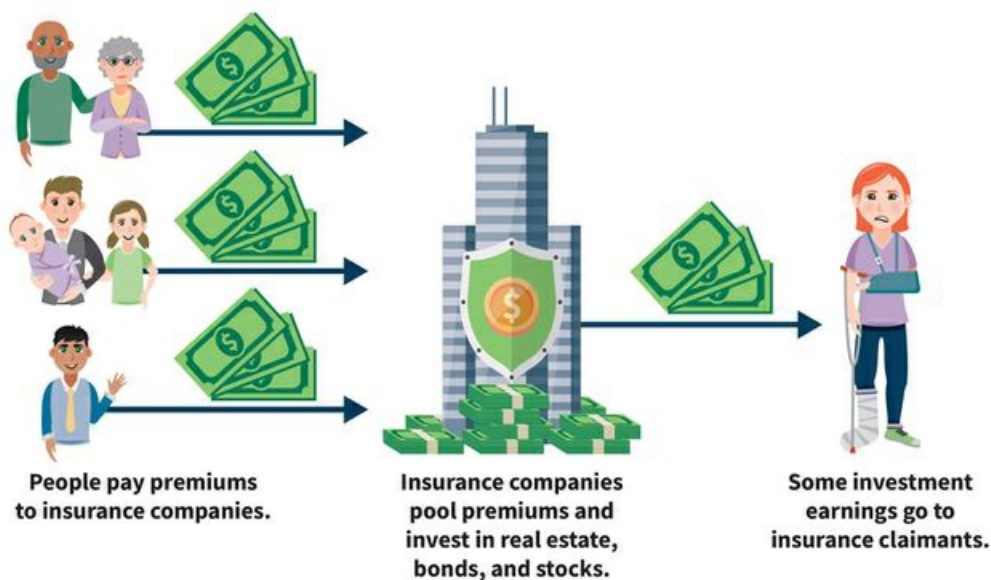 People pay premiums
to insurance companies.
Insurance companies
pool premiums and
invest in real estate,
bonds, and stocks.
Some investment
earnings go to
insurance claimants.